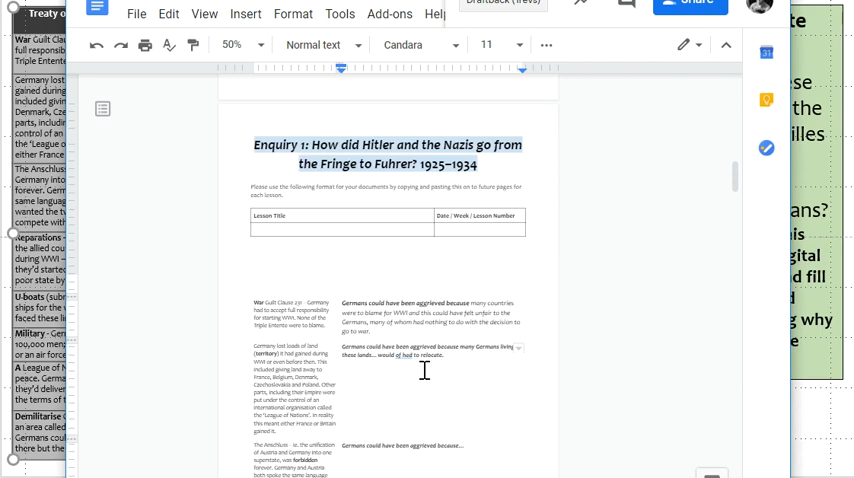 Treaty o
War Guilt Clau
full responsibil
Triple Entente
Germany lost
gained during
included giving
Denmark, Cze
parts, includin
control of an
the 'League o
either France
The Anschluss
Germany into
forever. Germ
same language
wanted the tw
compete with
Reparations -
the allied cou
during WWI –
they'd started
poor state by
U-boats (subm
ships for the w
faced these li
Military - Ger
100,000 men;
or an air force
A League of N
peace. Germa
they'd deliver
the terms of t
Demilitarise
an area called
Germans coul
there but the
Draftback (1 revs)
Share
File Edit View Insert Format Tools Add-ons Help
50% Normal text Candara 11
31
Enquiry 1: How did Hitler and the Nazis go from
the Fringe to Fuhrer? 1925–1934
Please use the following format for your documents by copying and pasting this on to future pages for
each lesson.
Lesson Title Date / Week / Lesson Number
War Guilt Clause 231 - Germany
had to accept full responsibility
for starting WWI. None of the
Triple Entente were to blame.
Germans could have been aggrieved because many countries
were to blame for WWI and this could have felt unfair to the
Germans, many of whom had nothing to do with the decision to
go to war.
Germany lost loads of land
(territory) it had gained during
WWI or even before then. This
included giving land away to
France, Belgium, Denmark,
Czechoslovakia and Poland. Other
parts, including their Empire were
put under the control of an
international organisation called
the 'League of Nations'. In reality
this meant either France or Britain
gained it.
Germans could have been aggrieved because many Germans living
these lands... would of had to relocate.
The Anschluss - ie. the unification
of Austria and Germany into one
superstate, was forbidden
forever. Germany and Austria
both spoke the same language
Germans could have been aggrieved because...
te
ese
the
illes
ans?
is
gital
d fill
d
g why
e